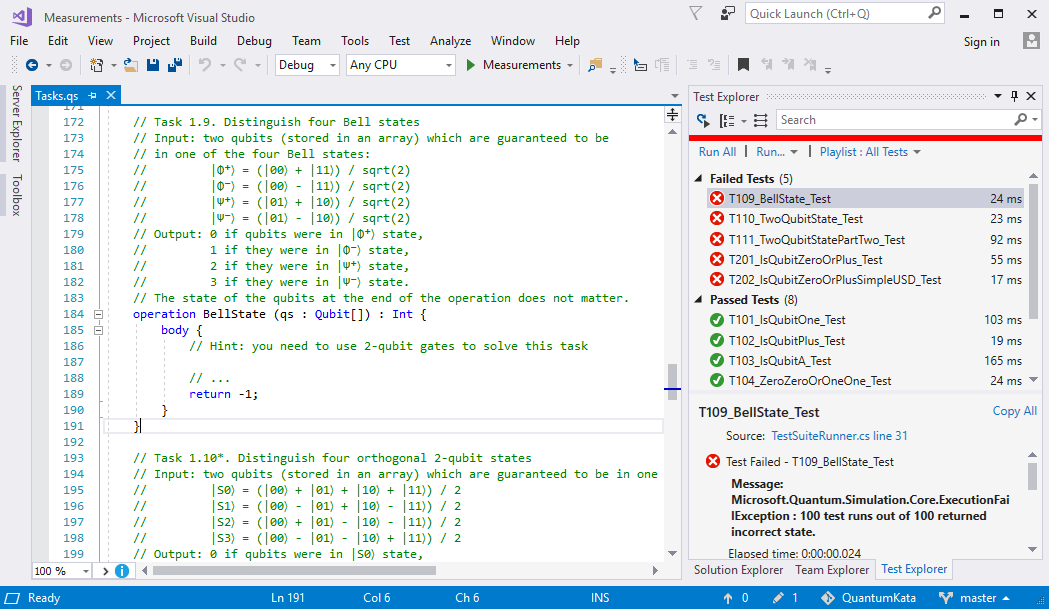 Measurements - Microsoft Visual Studio
Quick Launch (Ctrl+Q)
File Edit View Project Build Debug Team Tools Test Analyze Window Help
Sign in
Debug Any CPU Measurements
Server Explorer
Toolbox
Tasks.qs
171
172 // Task 1.9. Distinguish four Bell states
173 // Input: two qubits (stored in an array) which are guaranteed to be
174 // in one of the four Bell states:
175 // |Φ⁺⟩ = (|00⟩ + |11⟩) / sqrt(2)
176 // |Φ⁻⟩ = (|00⟩ - |11⟩) / sqrt(2)
177 // |Ψ⁺⟩ = (|01⟩ + |10⟩) / sqrt(2)
178 // |Ψ⁻⟩ = (|01⟩ - |10⟩) / sqrt(2)
179 // Output: 0 if qubits were in |Φ⁺⟩ state,
180 // 1 if they were in |Φ⁻⟩ state,
181 // 2 if they were in |Ψ⁺⟩ state,
182 // 3 if they were in |Ψ⁻⟩ state.
183 // The state of the qubits at the end of the operation does not matter.
184 operation BellState (qs : Qubit[]) : Int {
185 body {
186 // Hint: you need to use 2-qubit gates to solve this task
187
188 // ...
189 return -1;
190 }
191 }
192
193 // Task 1.10*. Distinguish four orthogonal 2-qubit states
194 // Input: two qubits (stored in an array) which are guaranteed to be in one
195 // |S0⟩ = (|00⟩ + |01⟩ + |10⟩ + |11⟩) / 2
196 // |S1⟩ = (|00⟩ - |01⟩ + |10⟩ - |11⟩) / 2
197 // |S2⟩ = (|00⟩ + |01⟩ - |10⟩ - |11⟩) / 2
198 // |S3⟩ = (|00⟩ - |01⟩ - |10⟩ + |11⟩) / 2
199 // Output: 0 if qubits were in |S0⟩ state,
100 %
Test Explorer
Search
Run All | Run... | Playlist : All Tests
Failed Tests (5)
T109_BellState_Test 24 ms
T110_TwoQubitState_Test 23 ms
T111_TwoQubitStatePartTwo_Test 92 ms
T201_IsQubitZeroOrPlus_Test 55 ms
T202_IsQubitZeroOrPlusSimpleUSD_Test 17 ms
Passed Tests (8)
T101_IsQubitOne_Test 103 ms
T102_IsQubitPlus_Test 19 ms
T103_IsQubitA_Test 165 ms
T104_ZeroZeroOrOneOne_Test 24 ms
T109_BellState_Test Copy All
Source: TestSuiteRunner.cs line 31
Test Failed - T109_BellState_Test
Message:
Microsoft.Quantum.Simulation.Core.ExecutionFai
lException : 100 test runs out of 100 returned
incorrect state.
Elapsed time: 0:00:00.024
Solution Explorer Team Explorer Test Explorer
Ready Ln 191 Col 6 Ch 6 INS 0 1 QuantumKata master